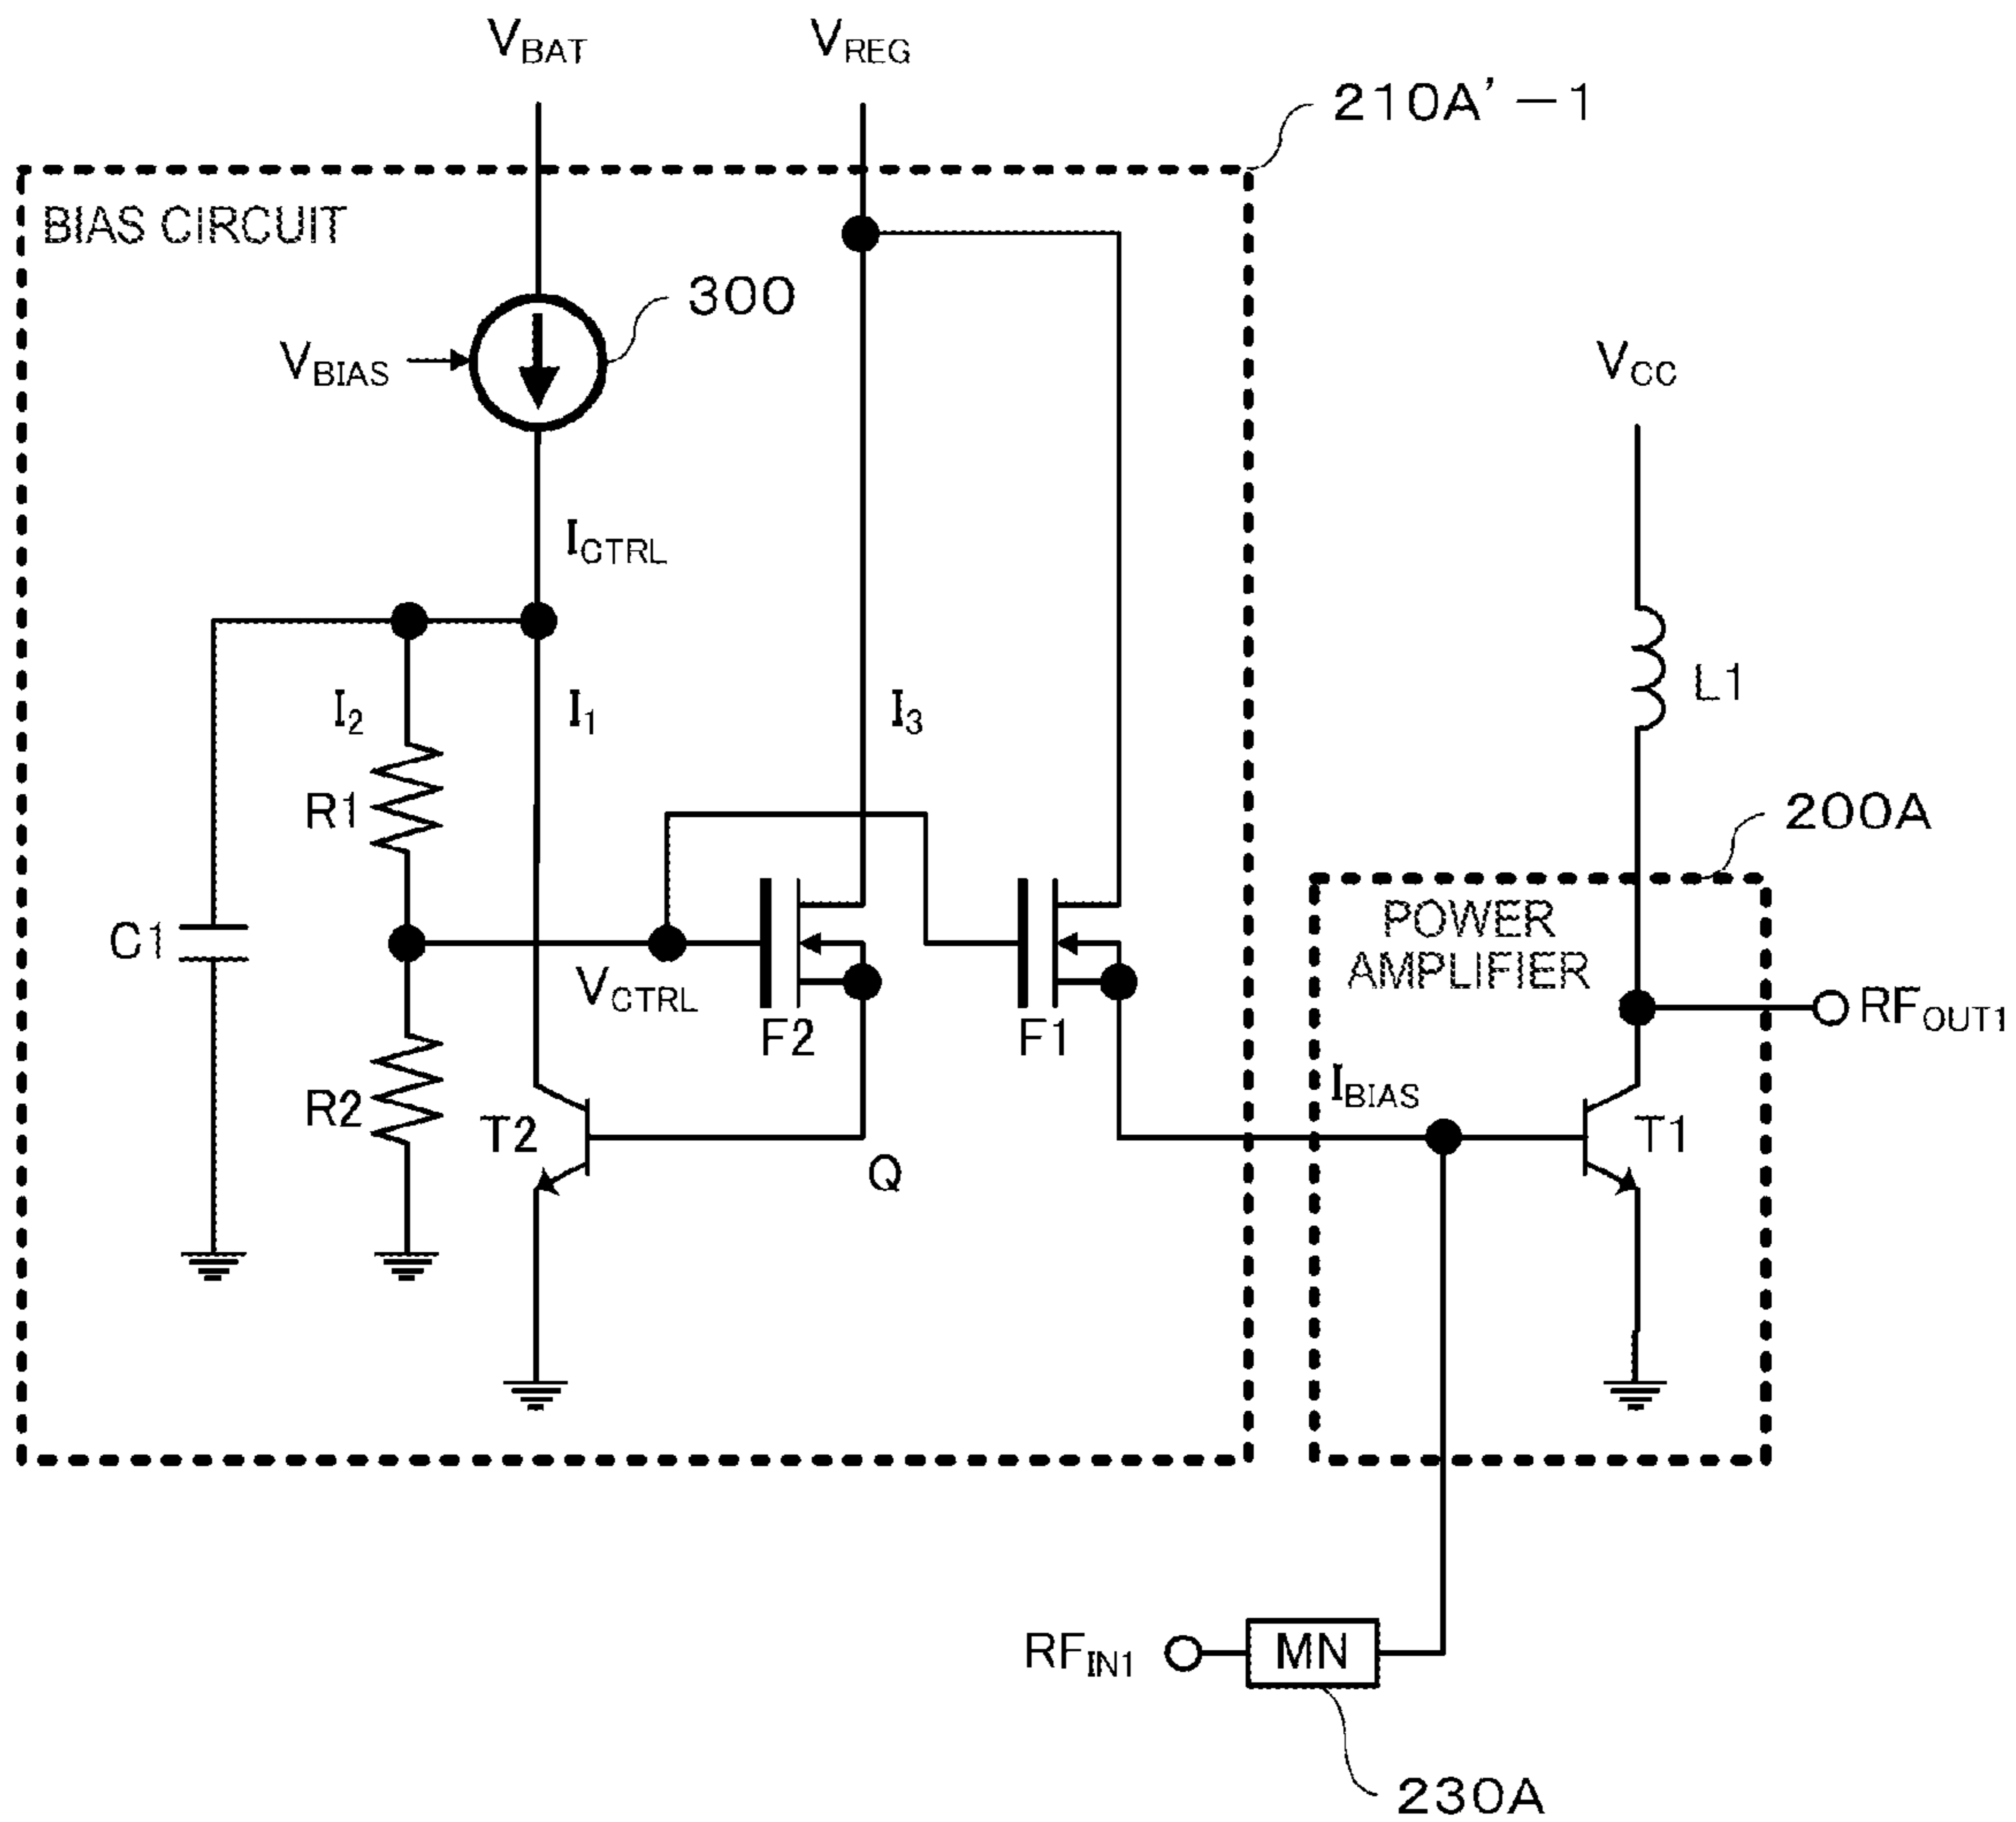 VBAT
VREG
210A’−1
BIAS CIRCUIT
300
VBIAS
VCC
ICTRL
I2
I1
I3
L1
R1
200A
POWER
AMPLIFIER
C1
VCTRL
F2
F1
RFOUT1
IBIAS
R2
T2
T1
Q
RFIN1
MN
230A